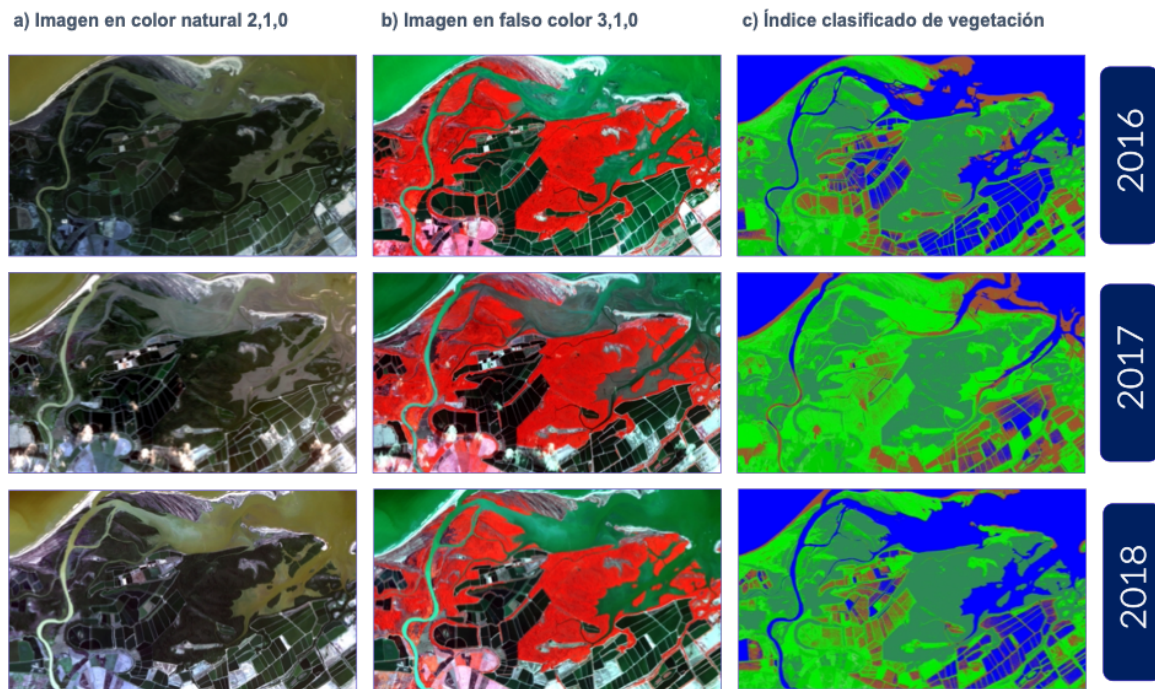 a) Imagen en color natural 2,1,0
b) Imagen en falso color 3,1,0
c) Índice clasificado de vegetación
2016
2017
2018